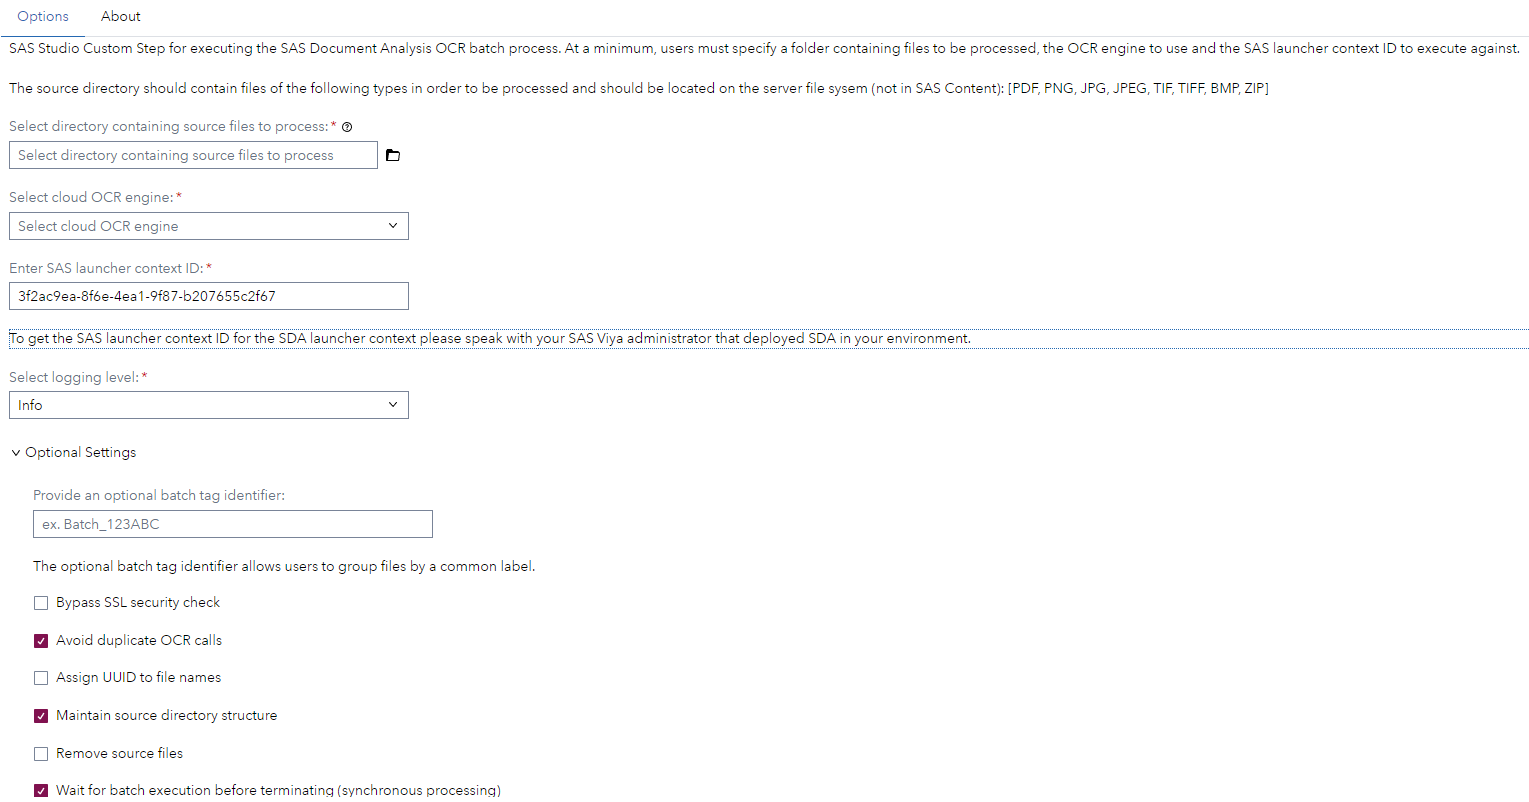 Options About
SAS Studio Custom Step for executing the SAS Document Analysis OCR batch process. At a minimum, users must specify a folder containing files to be processed, the OCR engine to use and the SAS launcher context ID to execute against.
The source directory should contain files of the following types in order to be processed and should be located on the server file sysem (not in SAS Content): [PDF, PNG, JPG, JPEG, TIF, TIFF, BMP, ZIP]
Select directory containing source files to process: *
Select directory containing source files to process
Select cloud OCR engine: *
Select cloud OCR engine
Enter SAS launcher context ID: *
3f2ac9ea-8f6e-4ea1-9f87-b207655c2f67
To get the SAS launcher context ID for the SDA launcher context please speak with your SAS Viya administrator that deployed SDA in your environment.
Select logging level: *
Info
Optional Settings
Provide an optional batch tag identifier:
ex. Batch_123ABC
The optional batch tag identifier allows users to group files by a common label.
Bypass SSL security check
Avoid duplicate OCR calls
Assign UUID to file names
Maintain source directory structure
Remove source files
Wait for batch execution before terminating (synchronous processing)